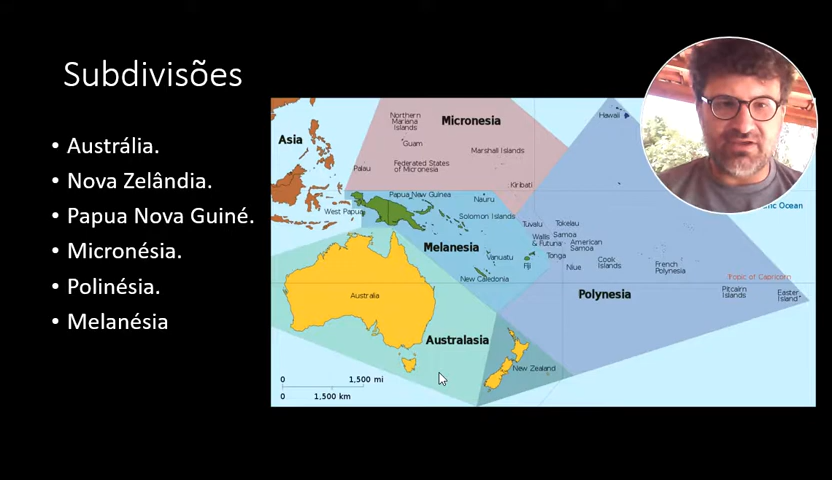 Subdivisões
• Austrália.
• Nova Zelândia.
• Papua Nova Guiné.
• Micronésia.
• Polinésia.
• Melanésia
Asia
Northern
Mariana
Islands
Guam
Micronesia
Marshall Islands
Palau
Federated States
of Micronesia
Kiribati
Hawaii
Ocean
West Papua
Papua New Guinea
Nauru
Solomon Islands
Melanesia
Vanuatu
New Caledonia
Fiji
Tuvalu
Tokelau
Wallis
& Futuna
Samoa
American
Samoa
Tonga
Niue
Cook
Islands
French
Polynesia
Tropic of Capricorn
Pitcairn
Islands
Easter
Island
Polynesia
Australia
Australasia
New Zealand
0 1,500 mi
0 1,500 km